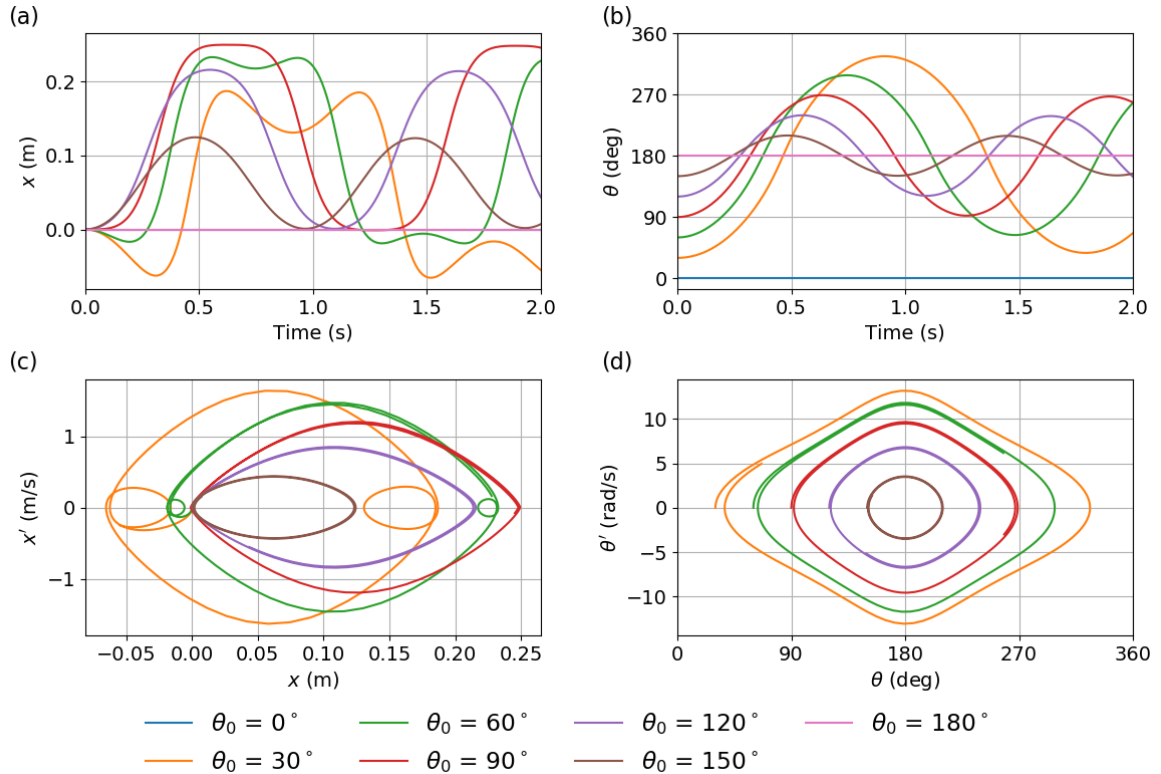 (a)
x (m)
0.2
0.1
0.0
0.0 0.5 1.0 1.5 2.0
Time (s)
(b)
θ (deg)
360
270
180
90
0
0.0 0.5 1.0 1.5 2.0
Time (s)
(c)
x′ (m/s)
1
0
−1
−0.05 0.00 0.05 0.10 0.15 0.20 0.25
x (m)
(d)
θ′ (rad/s)
10
5
0
−5
−10
0 90 180 270 360
θ (deg)
θ₀ = 0° θ₀ = 60° θ₀ = 120° θ₀ = 180°
θ₀ = 30° θ₀ = 90° θ₀ = 150°